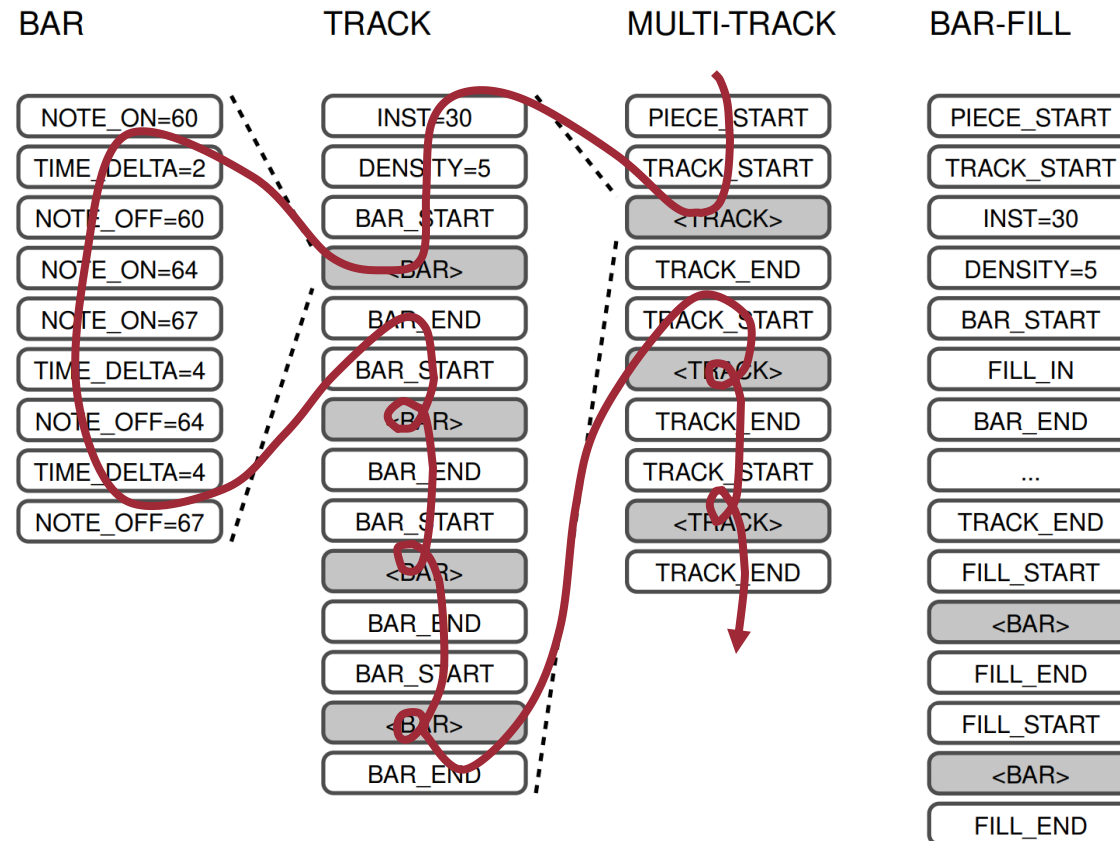 BAR
NOTE_ON=60
TIME_DELTA=2
NOTE_OFF=60
NOTE_ON=64
NOTE_ON=67
TIME_DELTA=4
NOTE_OFF=64
TIME_DELTA=4
NOTE_OFF=67
TRACK
INST=30
DENSITY=5
BAR_START
<BAR>
BAR_END
BAR_START
<BAR>
BAR_END
BAR_START
<BAR>
BAR_END
BAR_START
<BAR>
BAR_END
MULTI-TRACK
PIECE_START
TRACK_START
<TRACK>
TRACK_END
TRACK_START
<TRACK>
TRACK_END
TRACK_START
<TRACK>
TRACK_END
BAR-FILL
PIECE_START
TRACK_START
INST=30
DENSITY=5
BAR_START
FILL_IN
BAR_END
...
TRACK_END
FILL_START
<BAR>
FILL_END
FILL_START
<BAR>
FILL_END